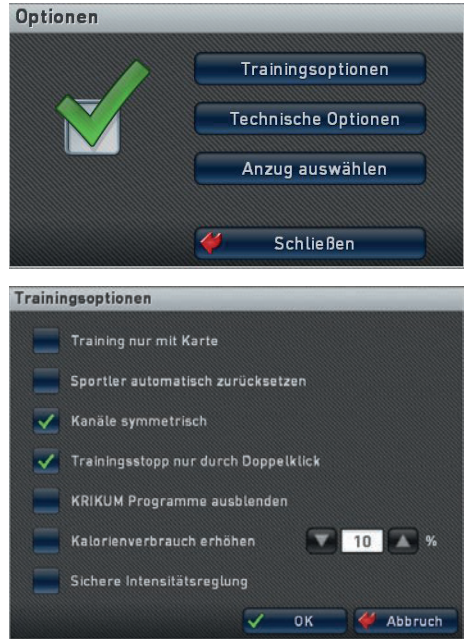 Optionen
Trainingsoptionen
Technische Optionen
Anzug auswählen
Schließen
Trainingsoptionen
Training nur mit Karte
Sportler automatisch zurücksetzen
Kanäle symmetrisch
Trainingsstopp nur durch Doppelklick
KRIKUM Programme ausblenden
Kalorienverbrauch erhöhen 10 %
Sichere Intensitätsreglung
OK Abbruch